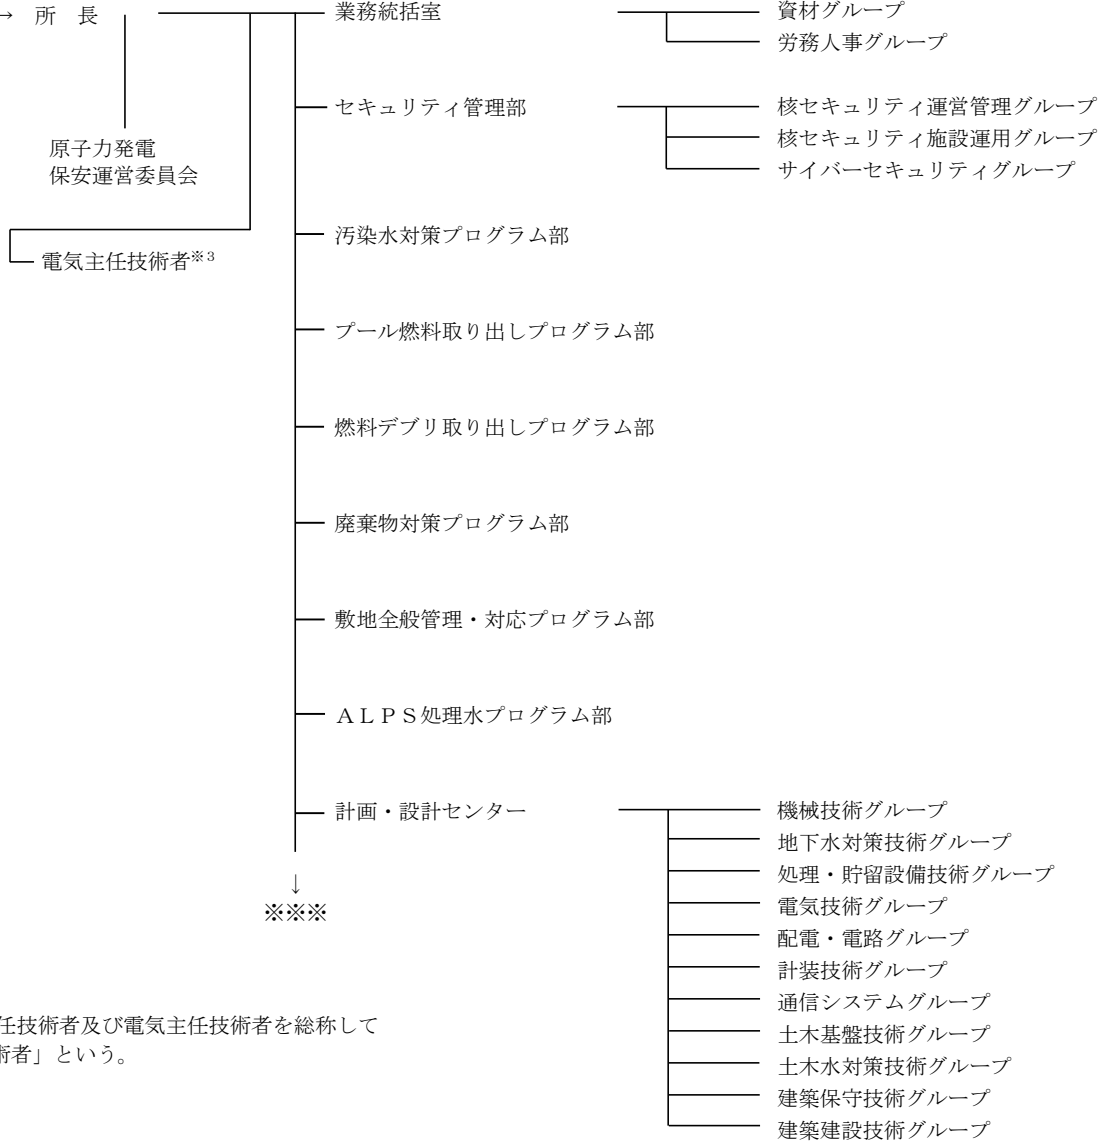 → 所 長
業務統括室
資材グループ
労務人事グループ
セキュリティ管理部
核セキュリティ運営管理グループ
核セキュリティ施設運用グループ
サイバーセキュリティグループ
原子力発電
保安運営委員会
電気主任技術者※3
汚染水対策プログラム部
プール燃料取り出しプログラム部
燃料デブリ取り出しプログラム部
廃棄物対策プログラム部
敷地全般管理・対応プログラム部
ALPS処理水プログラム部
計画・設計センター
機械技術グループ
地下水対策技術グループ
処理・貯留設備技術グループ
電気技術グループ
配電・電路グループ
計装技術グループ
通信システムグループ
土木基盤技術グループ
土木水対策技術グループ
建築保守技術グループ
建築建設技術グループ
↓
※※※
任技術者及び電気主任技術者を総称して
術者」という。